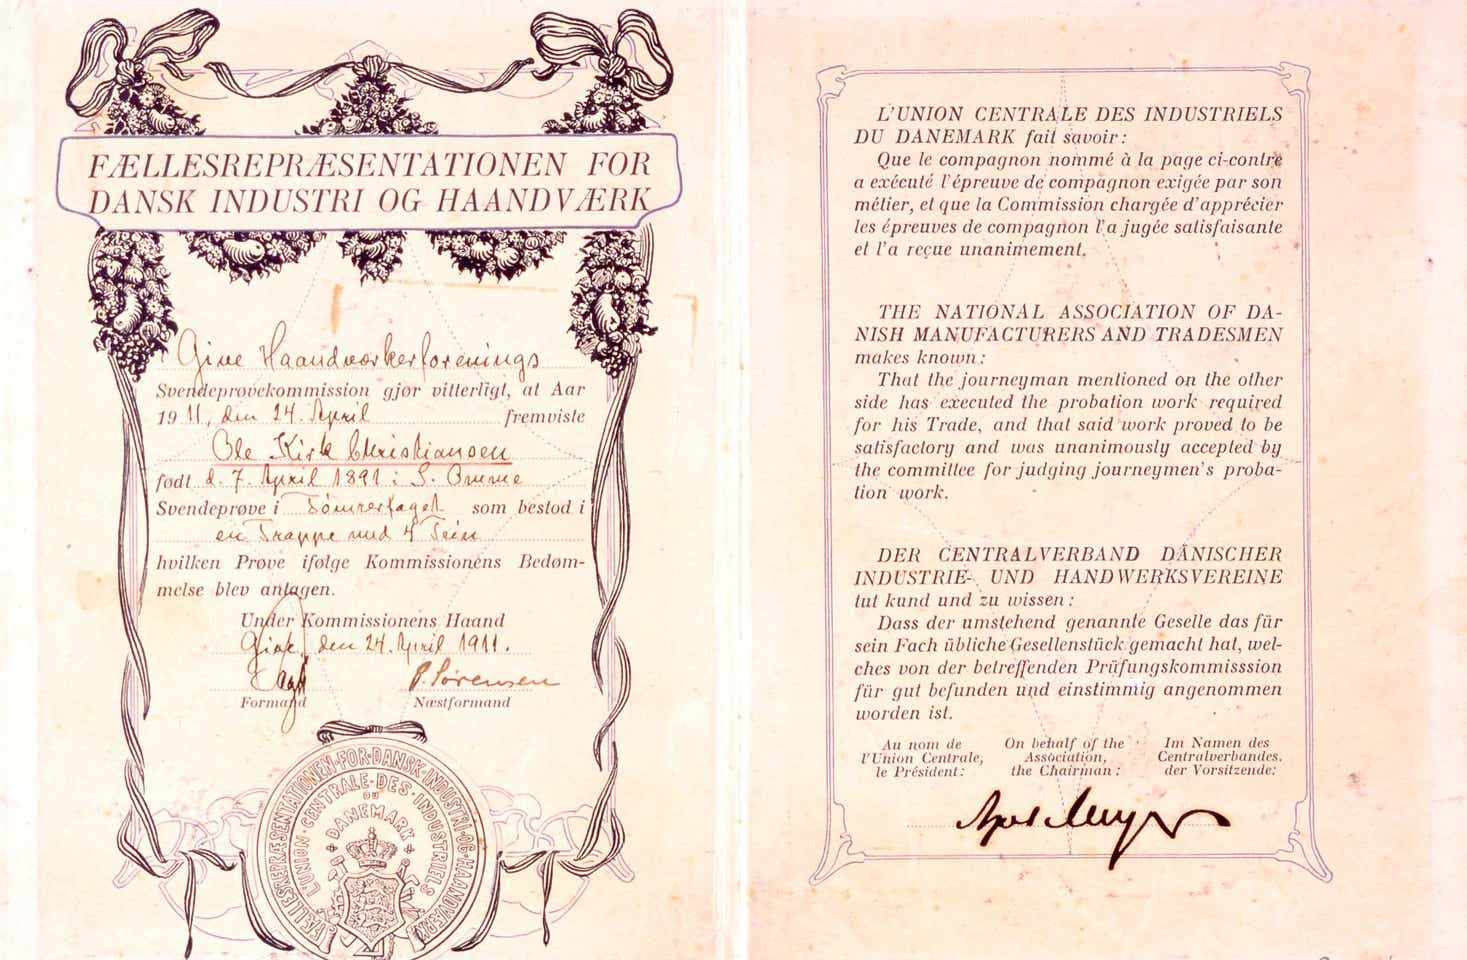 FÆLLESREPRÆSENTATIONEN FOR
DANSK INDUSTRI OG HAANDVÆRK
Give Haandværkerforenings
Svendeprøvekommission gjør vitterligt, at Aar
1911, den 24. April fremviste
Ole Kirk Christiansen
født d. 7. April 1891 i S. Omme
Svendeprøve i Tømrerfaget som bestod i
en Trappe med 4 Trin
hvilken Prøve ifølge Kommissionens Bedøm-
melse blev antagen.
Under Kommissionens Haand
Give, den 24. April 1911.
P. Sørensen
Formand Næstformand
FÆLLESREPRÆSENTATIONEN·FOR·DANSK·INDUSTRI·OG·HAANDVÆRK
L'UNION·CENTRALE·DES·INDUSTRIELS
DU
DANEMARK
L'UNION CENTRALE DES INDUSTRIELS
DU DANEMARK fait savoir:
Que le compagnon nommé à la page ci-contre
a exécuté l'épreuve de compagnon exigée par son
métier, et que la Commission chargée d'apprécier
les épreuves de compagnon l'a jugée satisfaisante
et l'a reçue unanimement.
THE NATIONAL ASSOCIATION OF DA-
NISH MANUFACTURERS AND TRADESMEN
makes known:
That the journeyman mentioned on the other
side has executed the probation work required
for his Trade, and that said work proved to be
satisfactory and was unanimously accepted by
the committee for judging journeymen's proba-
tion work.
DER CENTRALVERBAND DÄNISCHER
INDUSTRIE- UND HANDWERKSVEREINE
tut kund und zu wissen:
Dass der umstehend genannte Geselle das für
sein Fach übliche Gesellenstück gemacht hat, wel-
ches von der betreffenden Prüfungskommisssion
für gut befunden und einstimmig angenommen
worden ist.
Au nom de On behalf of the Im Namen des
l'Union Centrale, Association, Centralverbandes.
le Président: the Chairman: der Vorsitzende: